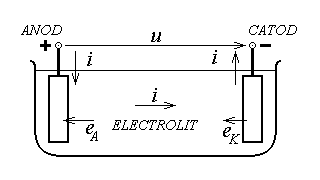 ANOD u CATOD
+ −
i i
i
e_A ELECTROLIT e_K